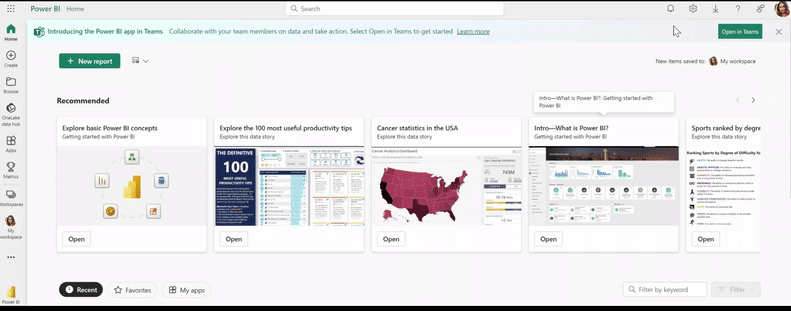 Power BI Home
Search
Introducing the Power BI app in Teams Collaborate with your team members on data and take action. Select Open in Teams to get started. Learn more
Open in Teams
Home
Create
Browse
OneLake
data hub
Apps
Metrics
Workspaces
My
workspace
Power BI
+ New report
New items saved to: My workspace
Recommended
Intro—What is Power BI?: Getting started with
Power BI
Explore basic Power BI concepts
Getting started with Power BI
Open
Explore the 100 most useful productivity tips
Explore this data story
THE DEFINITIVE
100
MOST USEFUL
PRODUCTIVITY TIPS
Open
Cancer statistics in the USA
Explore this data story
Cancer Analytics Dashboard
743M
Open
Intro—What is Power BI?
Getting started with Power BI
Open
Sports ranked by degre
Explore this data story
Ranking Sports by Degree of Difficulty fo
Open
Recent
Favorites
My apps
Filter by keyword
Filter